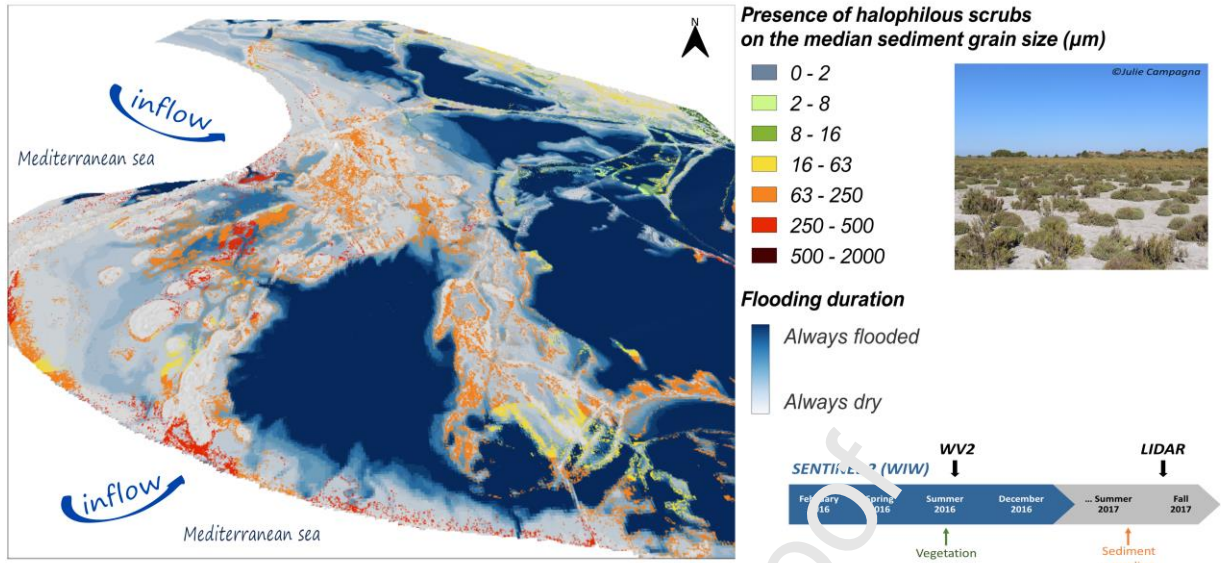 Presence of halophilous scrubs
on the median sediment grain size (µm)
N
©Julie Campagna
0 - 2
2 - 8
8 - 16
16 - 63
63 - 250
250 - 500
500 - 2000
inflow
Mediterranean sea
Flooding duration
Always flooded
Always dry
inflow
Mediterranean sea
WV2
LIDAR
(WIW)
Summer
2016
December
2016
... Summer
2017
Fall
2017
Vegetation
Sediment